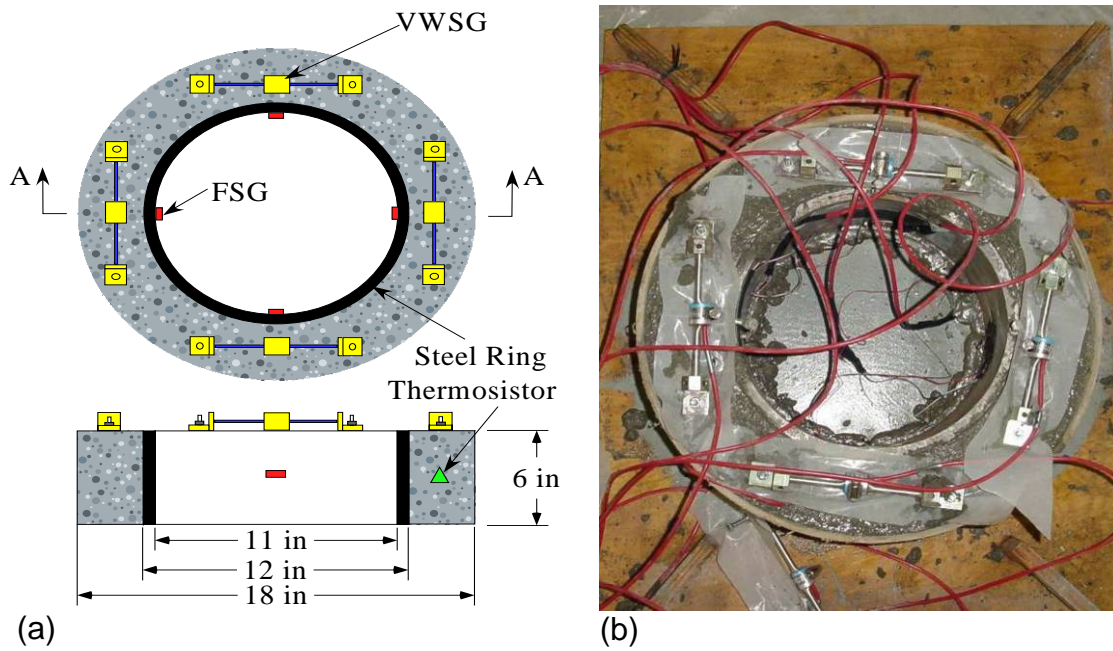 VWSG
A
A
FSG
Steel Ring
Thermosistor
6 in
11 in
12 in
18 in
(a)
(b)